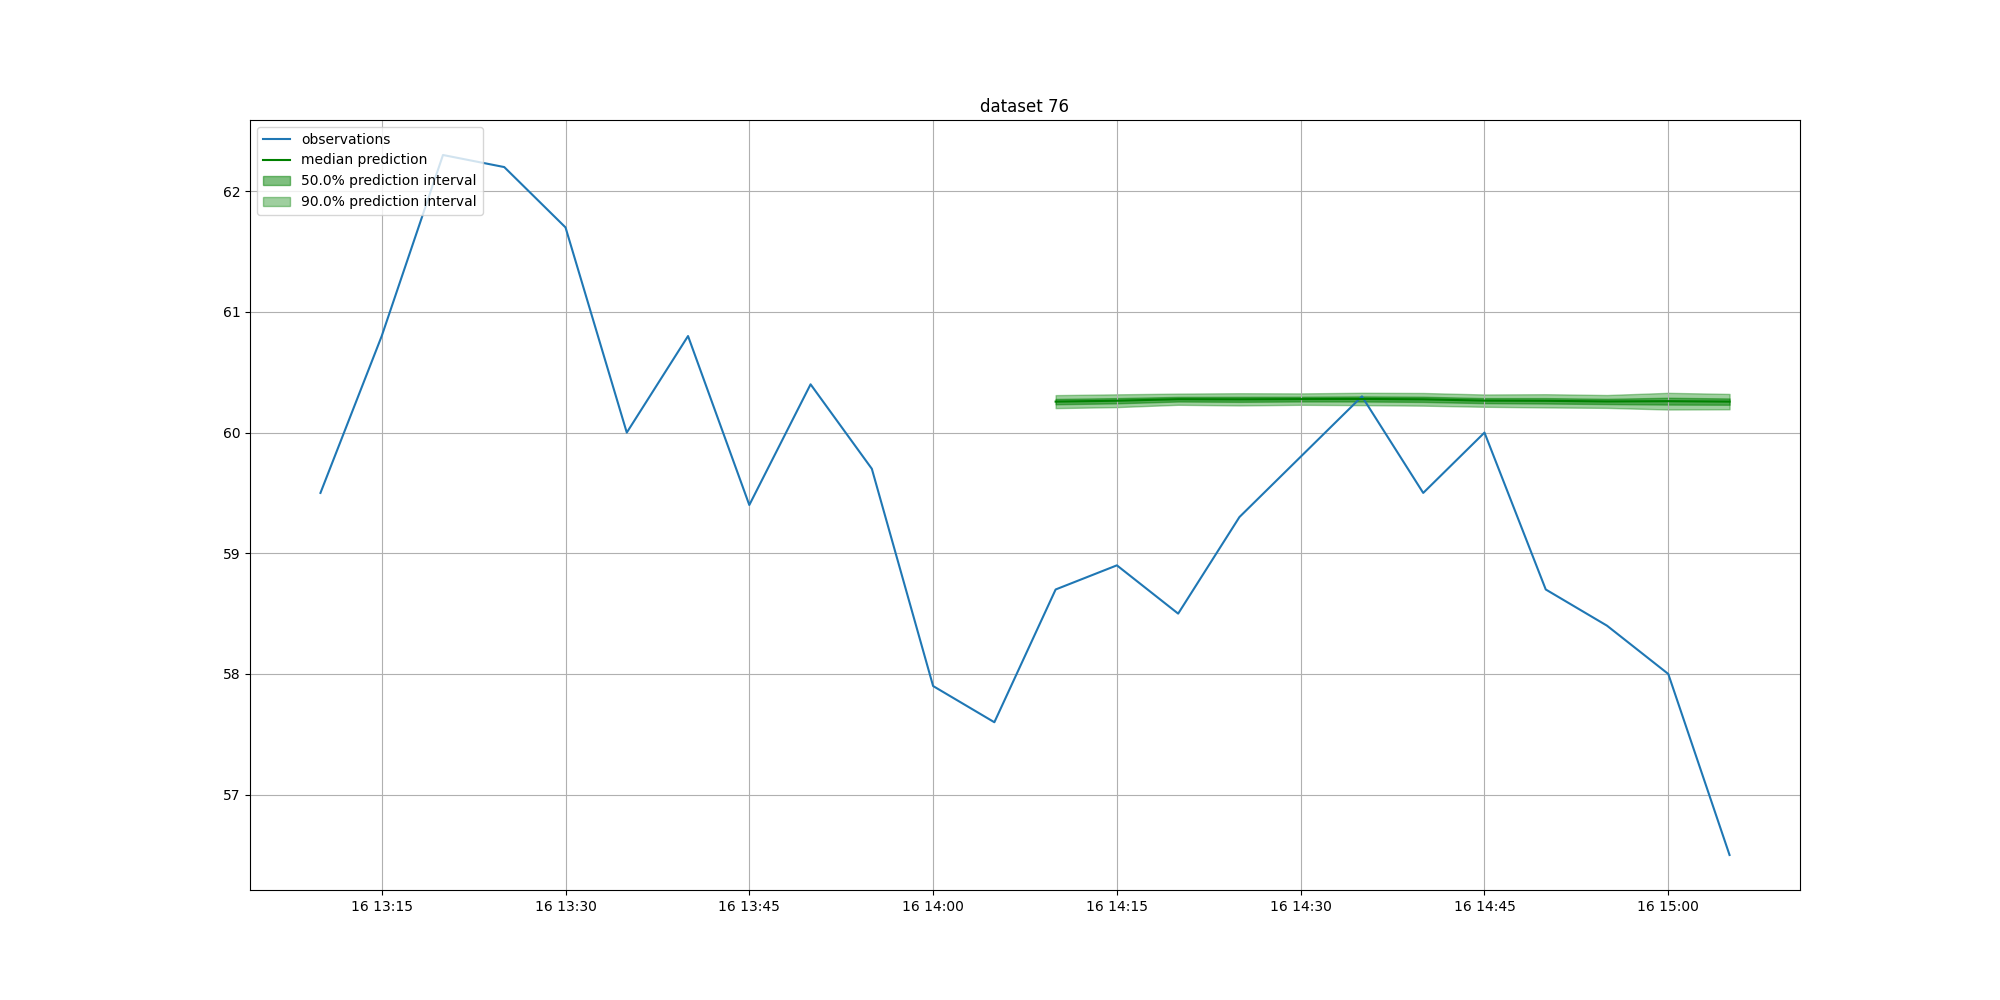 dataset 76
observations
median prediction
50.0% prediction interval
90.0% prediction interval
62
61
60
59
58
57
16 13:15
16 13:30
16 13:45
16 14:00
16 14:15
16 14:30
16 14:45
16 15:00